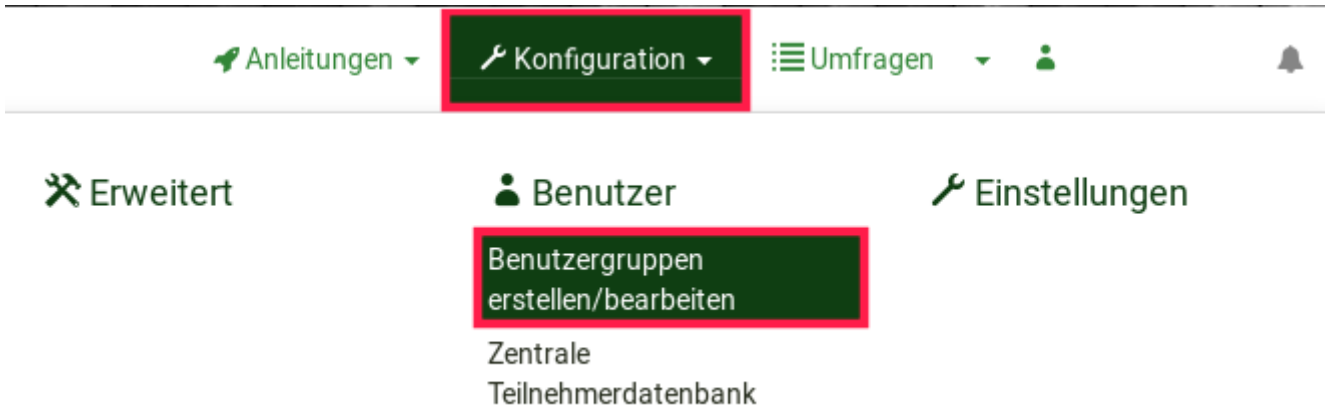 Anleitungen Konfiguration Umfragen
Erweitert Benutzer Einstellungen
Benutzergruppen
erstellen/bearbeiten
Zentrale
Teilnehmerdatenbank